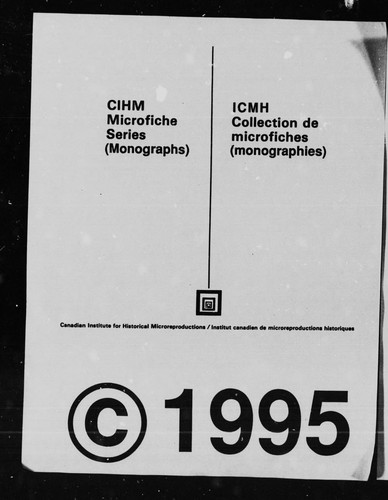 CIHM
Microfiche
Series
(Monographs)
ICMH
Collection de
microfiches
(monographies)
Canadian Institute for Historical Microreproductions / Institut canadian de microreproductions historiques
© 1995